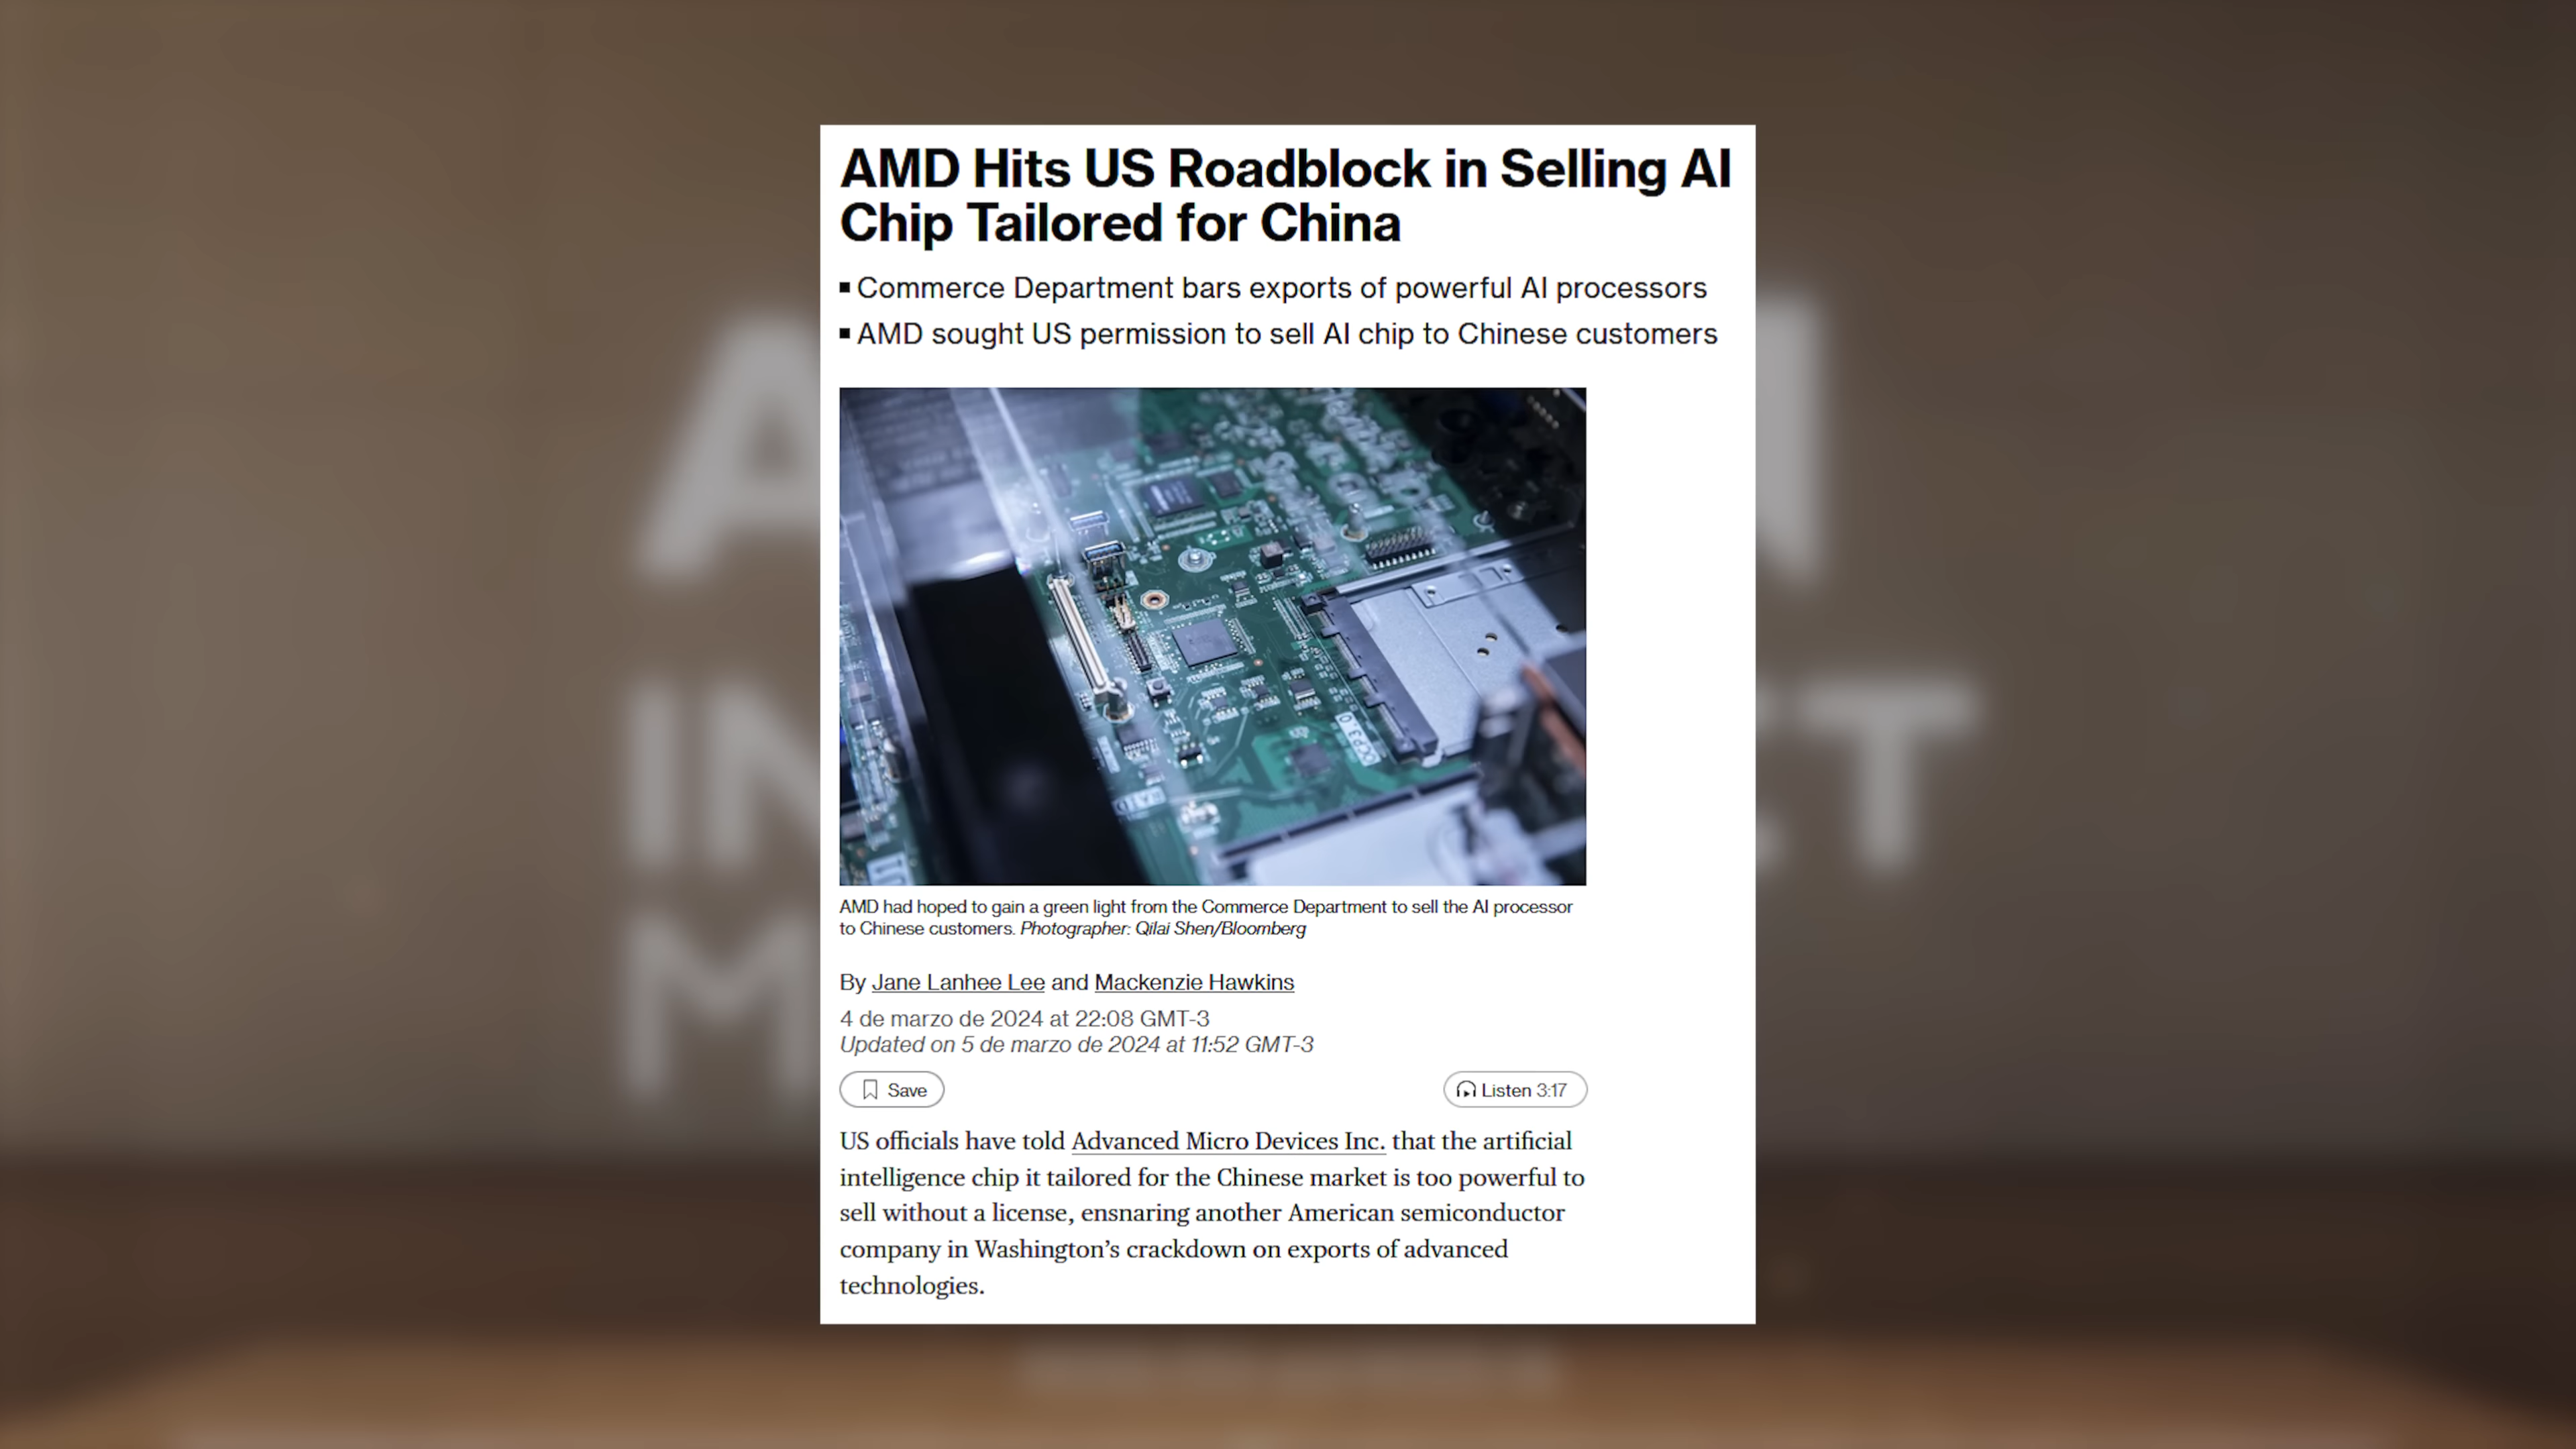 AMD Hits US Roadblock in Selling AI
Chip Tailored for China
▪ Commerce Department bars exports of powerful AI processors
▪ AMD sought US permission to sell AI chip to Chinese customers
AMD had hoped to gain a green light from the Commerce Department to sell the AI processor
to Chinese customers. Photographer: Qilai Shen/Bloomberg
By Jane Lanhee Lee and Mackenzie Hawkins
4 de marzo de 2024 at 22:08 GMT-3
Updated on 5 de marzo de 2024 at 11:52 GMT-3
Save
Listen 3:17
US officials have told Advanced Micro Devices Inc. that the artificial
intelligence chip it tailored for the Chinese market is too powerful to
sell without a license, ensnaring another American semiconductor
company in Washington's crackdown on exports of advanced
technologies.